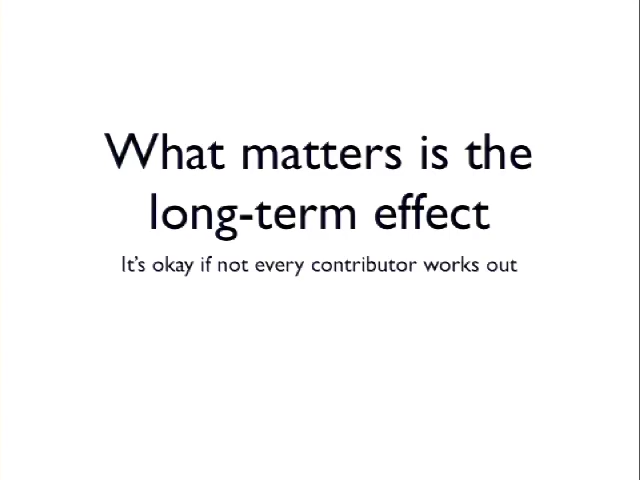 What matters is the
long-term effect
It's okay if not every contributor works out